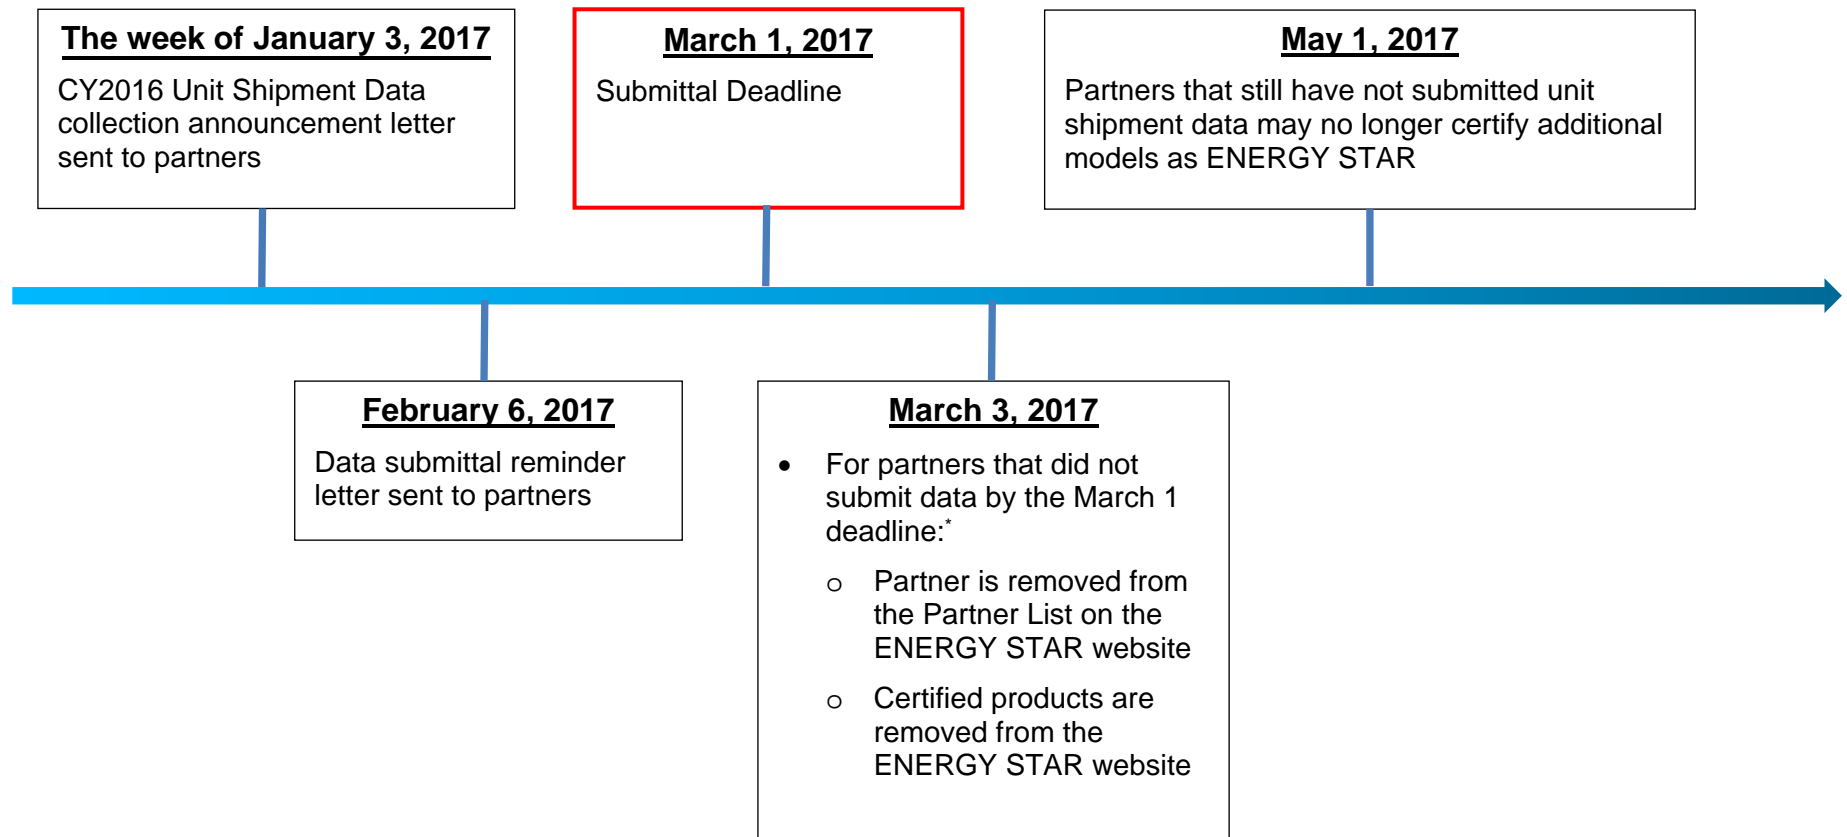 The week of January 3, 2017
CY2016 Unit Shipment Data
collection announcement letter
sent to partners
March 1, 2017
Submittal Deadline
May 1, 2017
Partners that still have not submitted unit
shipment data may no longer certify additional
models as ENERGY STAR
February 6, 2017
Data submittal reminder
letter sent to partners
March 3, 2017
• For partners that did not
submit data by the March 1
deadline:*
o Partner is removed from
the Partner List on the
ENERGY STAR website
o Certified products are
removed from the
ENERGY STAR website